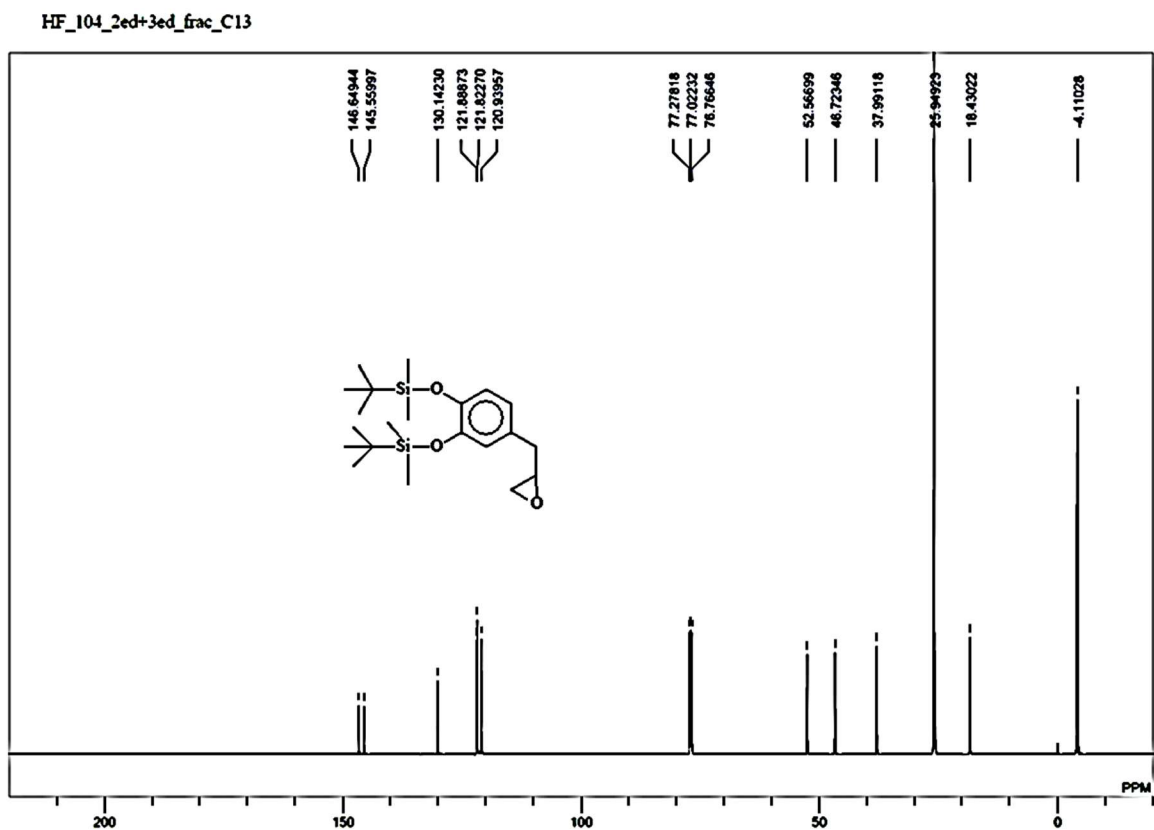 HF_104_2ed+3ed_frac_C13
146.64944
145.55997
130.14230
121.88873
121.82270
120.93957
77.27818
77.02232
76.76646
52.56699
46.72346
37.99118
25.94923
18.43022
-4.11028
Si O
Si O
O
PPM
200 150 100 50 0